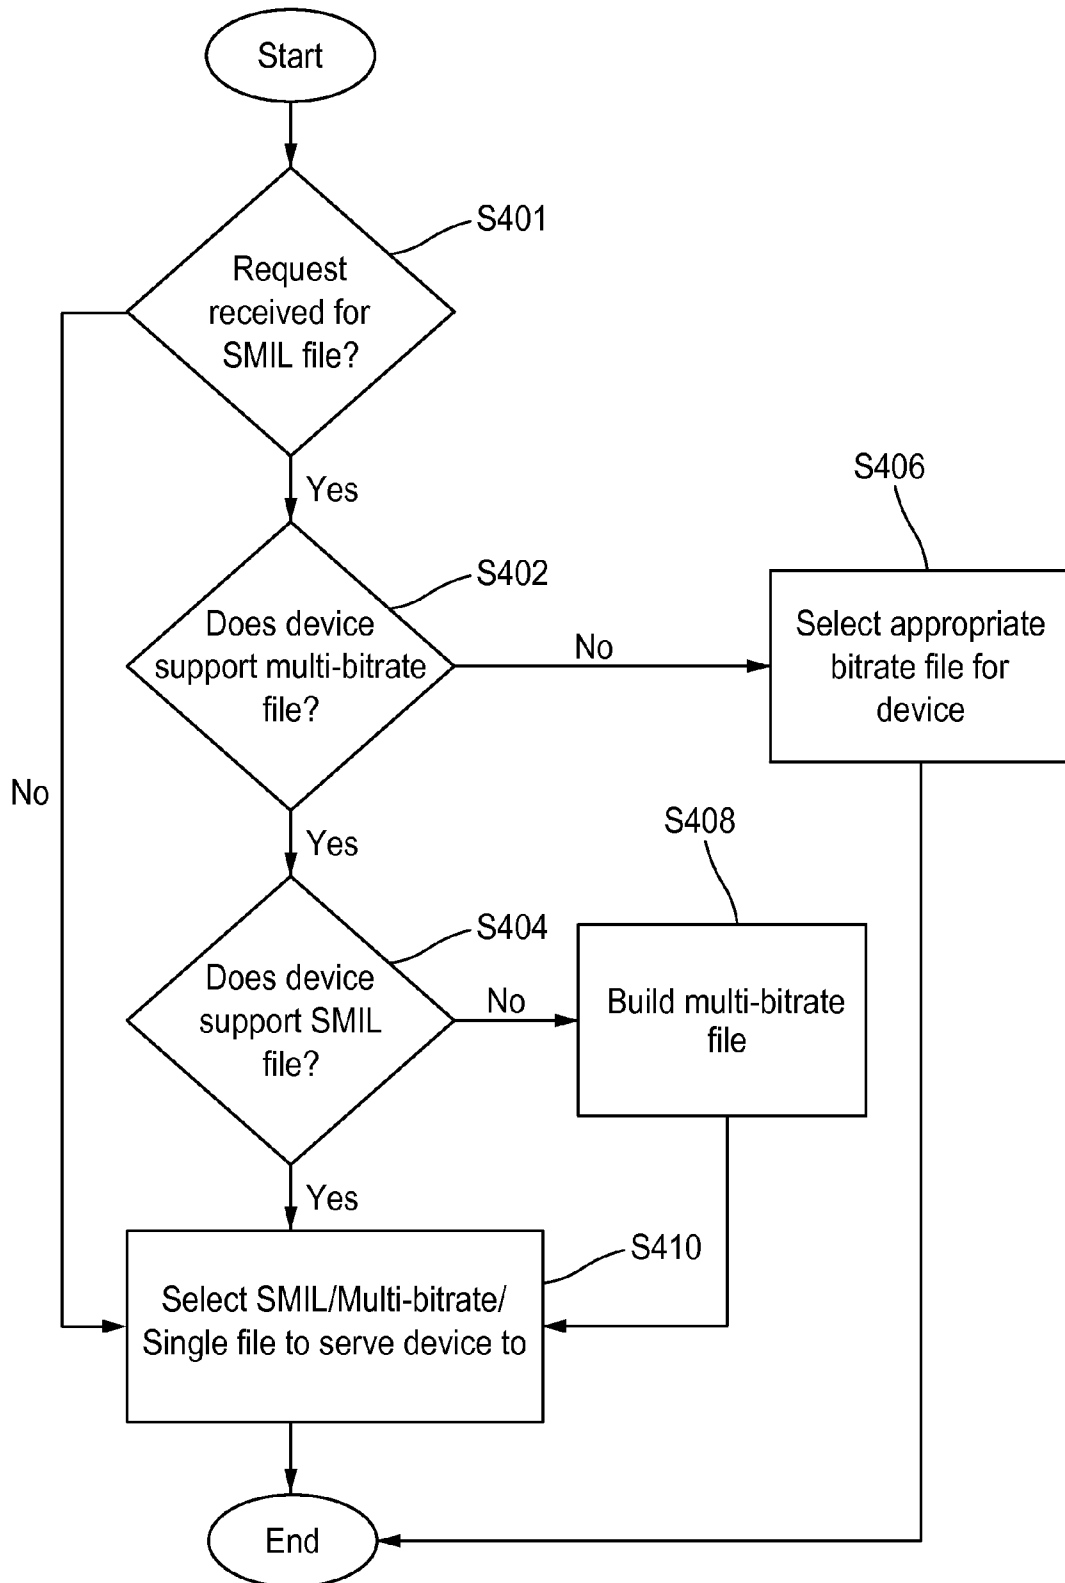 Start
S401
Request
received for
SMIL file?
Yes
S406
S402
Does device
support multi-bitrate
file?
No
Select appropriate
bitrate file for
device
No
Yes
S408
S404
Does device
support SMIL
file?
No
Build multi-bitrate
file
Yes
S410
Select SMIL/Multi-bitrate/
Single file to serve device to
End